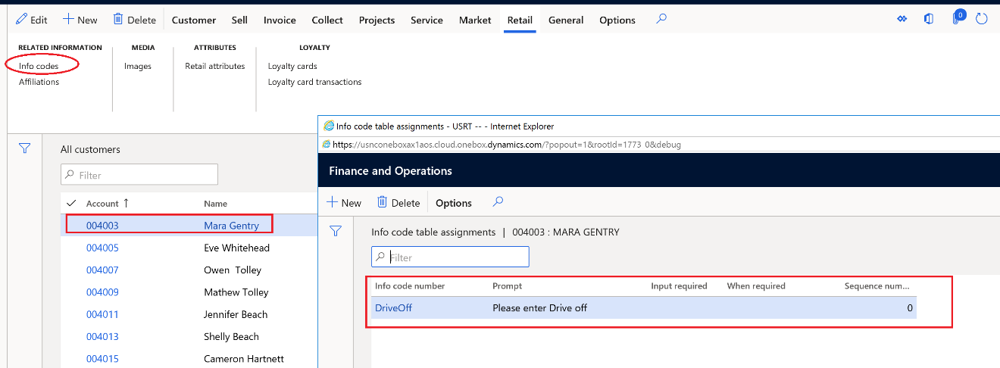 Edit New Delete Customer Sell Invoice Collect Projects Service Market Retail General Options 0
RELATED INFORMATION MEDIA ATTRIBUTES LOYALTY
Info codes Images Retail attributes Loyalty cards
Affiliations Loyalty card transactions
All customers
Filter
Account ↑ Name
004003 Mara Gentry
004005 Eve Whitehead
004007 Owen Tolley
004009 Mathew Tolley
004011 Jennifer Beach
004013 Shelly Beach
004015 Cameron Hartnett
Info code table assignments - USRT -- - Internet Explorer
https://usnconeboxax1aos.cloud.onebox.dynamics.com/?popout=1&rootId=1773_0&debug
Finance and Operations
New Delete Options
Info code table assignments | 004003 : MARA GENTRY
Filter
Info code number Prompt Input required When required Sequence num...
DriveOff Please enter Drive off 0